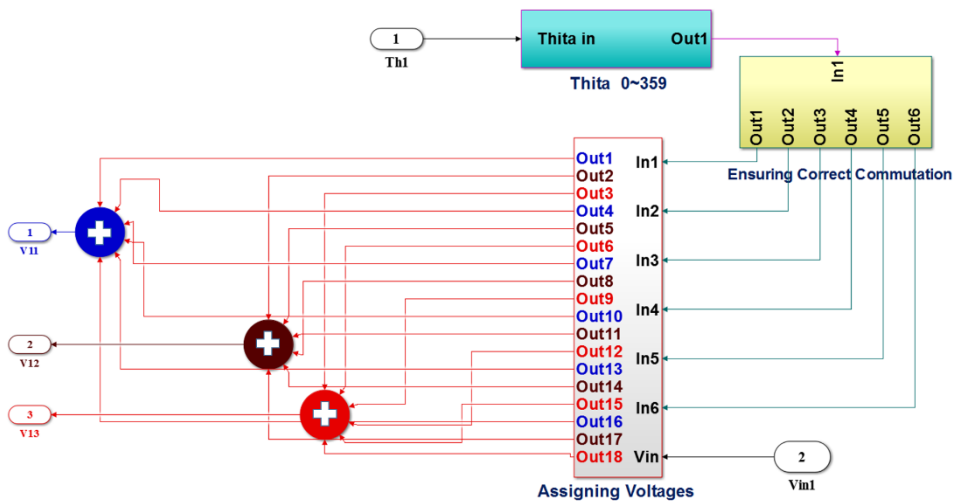 1
Th1
Thita in
Out1
Thita 0~359
In1
Out1
Out2
Out3
Out4
Out5
Out6
Ensuring Correct Commutation
Out1
Out2
Out3
Out4
Out5
Out6
Out7
Out8
Out9
Out10
Out11
Out12
Out13
Out14
Out15
Out16
Out17
Out18
In1
In2
In3
In4
In5
In6
Vin
Assigning Voltages
1
V11
2
V12
3
V13
2
Vin1